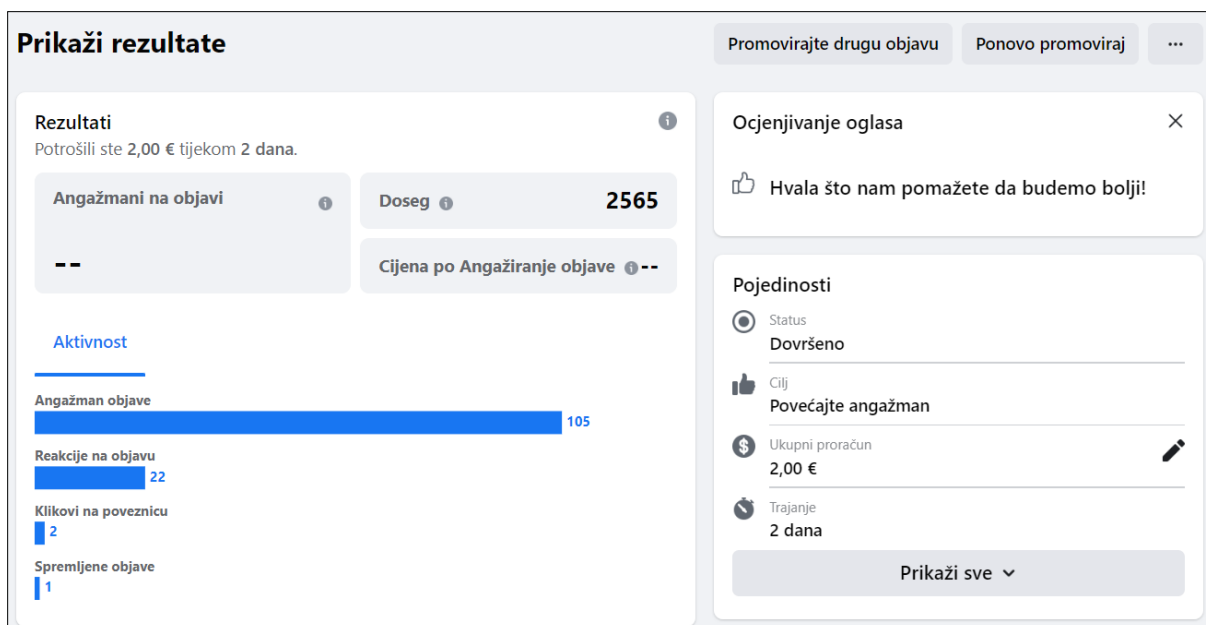 Prikaži rezultate
Promovirajte drugu objavu
Ponovo promoviraj
...
Rezultati
Potrošili ste 2,00 € tijekom 2 dana.
Angažmani na objavi
--
Doseg 2565
Cijena po Angažiranje objave --
Aktivnost
Angažman objave
105
Reakcije na objavu
22
Klikovi na poveznicu
2
Spremljene objave
1
Ocjenjivanje oglasa
Hvala što nam pomažete da budemo bolji!
Pojedinosti
Status
Dovršeno
Cilj
Povećajte angažman
Ukupni proračun
2,00 €
Trajanje
2 dana
Prikaži sve